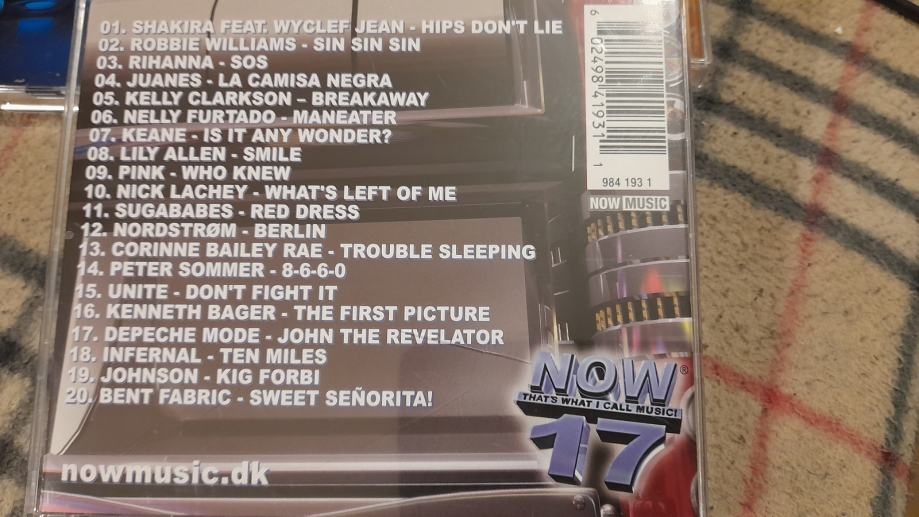 01. SHAKIRA FEAT. WYCLEF JEAN - HIPS DON'T LIE
02. ROBBIE WILLIAMS - SIN SIN SIN
03. RIHANNA - SOS
04. JUANES - LA CAMISA NEGRA
05. KELLY CLARKSON – BREAKAWAY
06. NELLY FURTADO - MANEATER
07. KEANE - IS IT ANY WONDER?
08. LILY ALLEN - SMILE
09. PINK - WHO KNEW
10. NICK LACHEY - WHAT'S LEFT OF ME
11. SUGABABES - RED DRESS
12. NORDSTRØM - BERLIN
13. CORINNE BAILEY RAE - TROUBLE SLEEPING
14. PETER SOMMER - 8-6-6-0
15. UNITE - DON'T FIGHT IT
16. KENNETH BAGER - THE FIRST PICTURE
17. DEPECHE MODE - JOHN THE REVELATOR
18. INFERNAL - TEN MILES
19. JOHNSON - KIG FORBI
20. BENT FABRIC - SWEET SEÑORITA!
nowmusic.dk
6 02498 41931 1
984 193 1
NOW MUSIC
NOW®
THAT'S WHAT I CALL MUSIC!
17